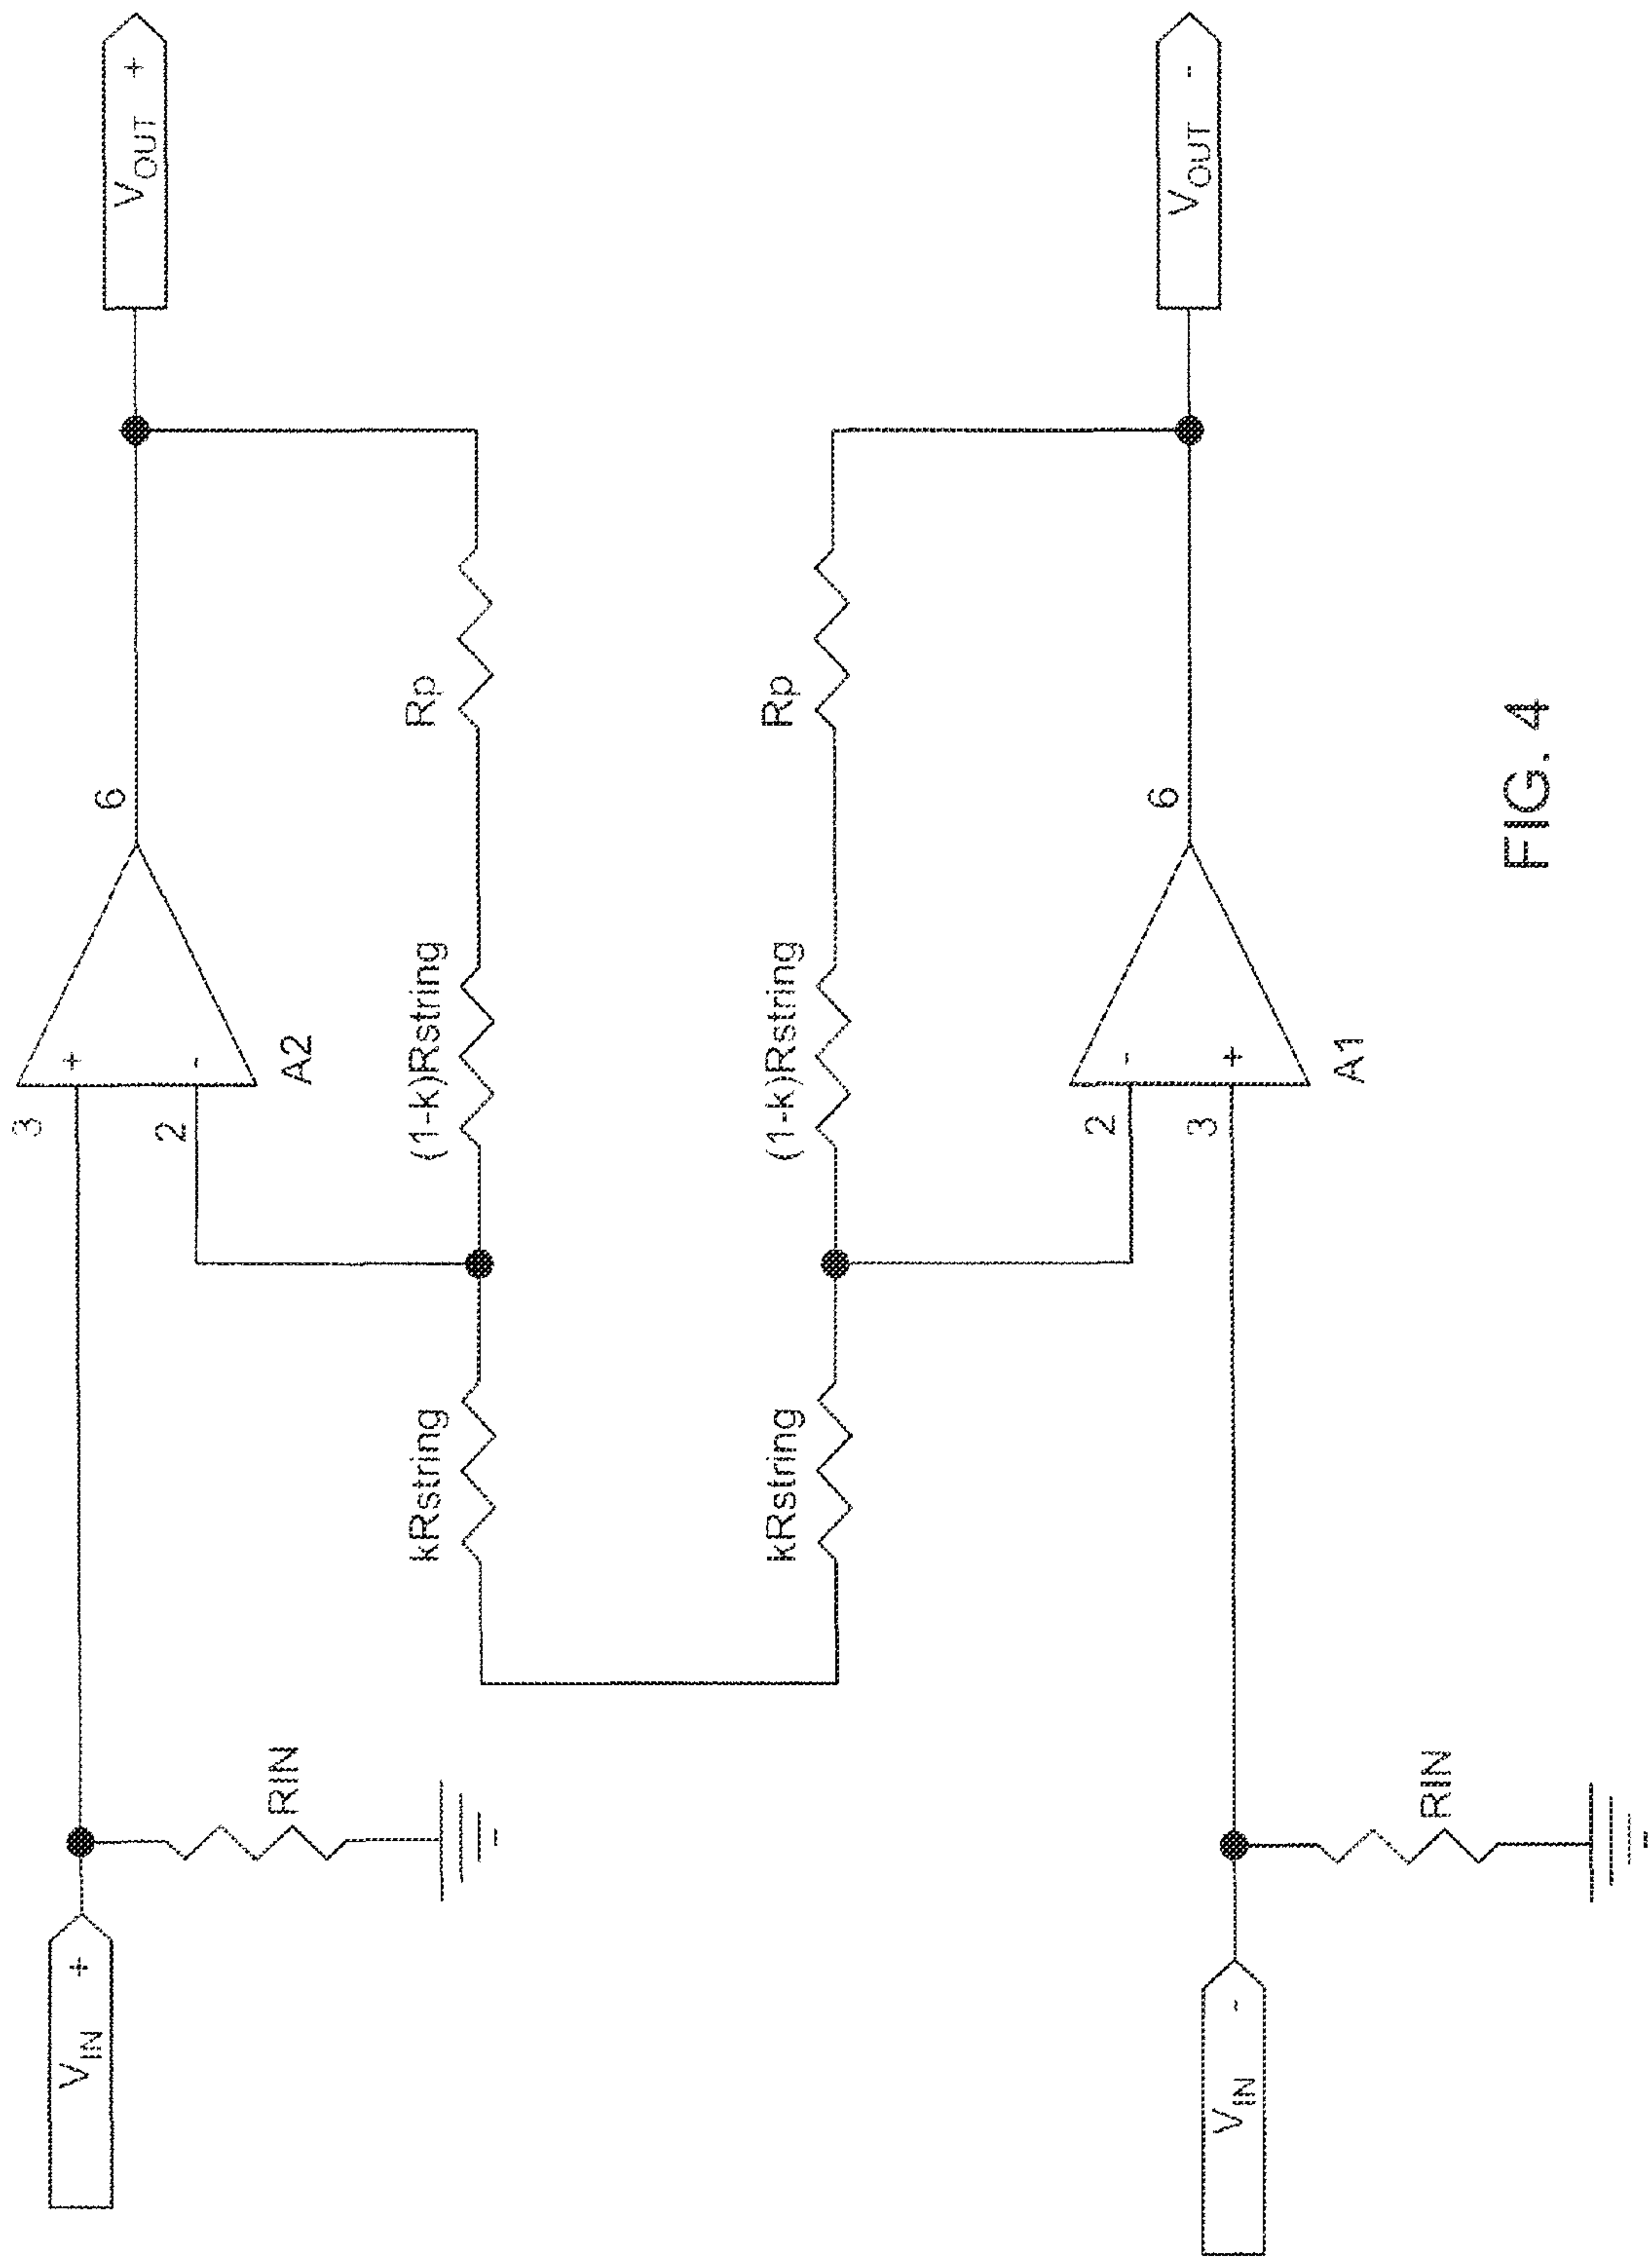 VIN +
RIN
3
2
+
-
A2
6
VOUT +
kRstring
(1-k)Rstring
Rp
kRstring
(1-k)Rstring
Rp
VIN -
RIN
2
3
-
+
A1
6
VOUT -
FIG. 4